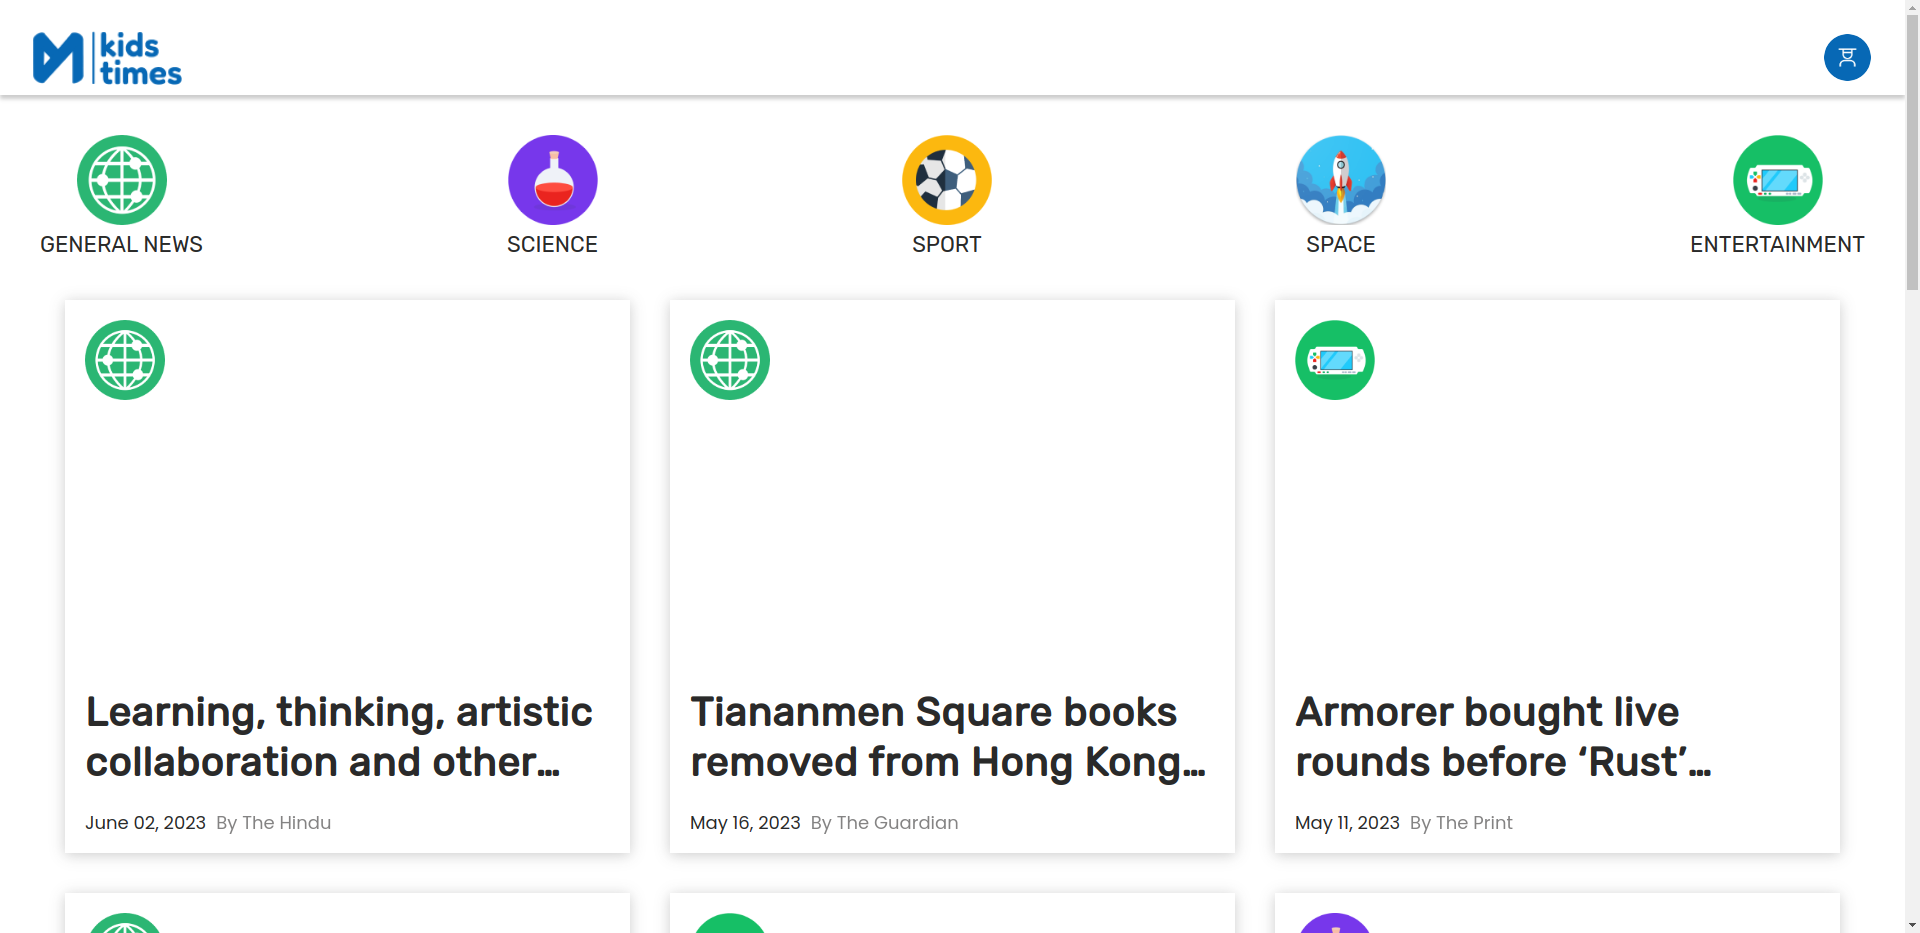 kids
times
GENERAL NEWS
SCIENCE
SPORT
SPACE
ENTERTAINMENT
Learning, thinking, artistic
collaboration and other...
June 02, 2023 By The Hindu
Tiananmen Square books
removed from Hong Kong...
May 16, 2023 By The Guardian
Armorer bought live
rounds before ‘Rust’...
May 11, 2023 By The Print